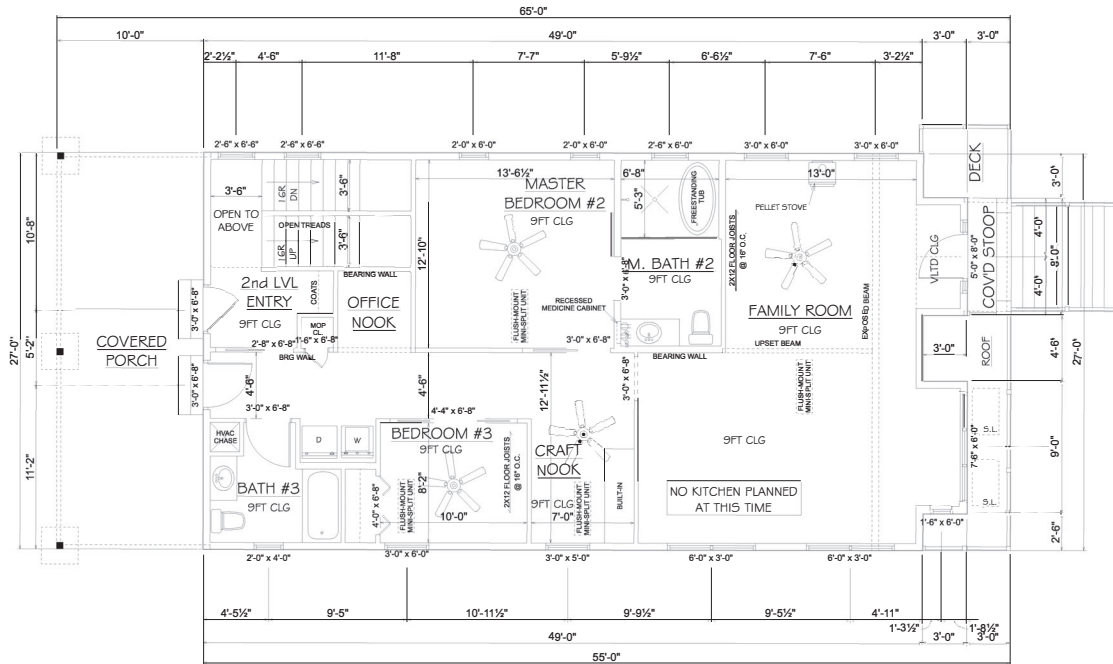 65'-0"
10'-0"
49'-0"
3'-0"
3'-0"
2'-2½"
4'-6"
11'-8"
7'-7"
5'-9½"
6'-6½"
7'-6"
3'-2½"
2'-6" x 6'-6"
2'-6" x 6'-6"
2'-0" x 6'-6"
2'-0" x 6'-6"
2'-6" x 6'-6"
3'-0" x 6'-6"
3'-0" x 6'-6"
DECK
3'-0"
3'-6"
16R
DN
3'-6"
13'-6½"
MASTER
BEDROOM #2
9FT CLG
6'-8"
5'-3"
FREESTANDING
TUB
13'-0"
PELLET STOVE
OPEN TO
ABOVE
OPEN TREADS
16R
UP
3'-6"
10'-8"
12'-10"
BEARING WALL
2nd LVL
ENTRY
9FT CLG
COATS
OFFICE
NOOK
MOP
CL.
1'-6" x 6'-8"
2'-8" x 6'-8"
BRG WALL
FLUSH-MOUNT
MINI-SPLIT UNIT
RECESSED
MEDICINE CABINET
3'-0" x 6'-8"
3'-0" x 6'-8"
M. BATH #2
9FT CLG
2X12 FLOOR JOISTS
@ 16" O.C.
FAMILY ROOM
9FT CLG
EXPOSED BEAM
UPSET BEAM
VLTD CLG
5'-0" x 8'-0"
COV'D STOOP
4'-0"
8'-0"
4'-0"
27'-0"
5'-2"
COVERED
PORCH
3'-0" x 6'-8"
3'-0" x 6'-8"
4'-6"
3'-0" x 6'-8"
4'-6"
4'-4" x 6'-8"
12'-11½"
3'-0" x 6'-8"
BEARING WALL
FLUSH-MOUNT
MINI-SPLIT UNIT
3'-0"
ROOF
4'-6"
27'-0"
HVAC
CHASE
D
W
BEDROOM #3
9FT CLG
2X12 FLOOR JOISTS
@ 16" O.C.
CRAFT
NOOK
9FT CLG
BUILT-IN
9FT CLG
7'-6" x 6'-0"
S.L.
9'-0"
S.L.
11'-2"
BATH #3
9FT CLG
4'-0" x 6'-8"
FLUSH-MOUNT
MINI-SPLIT UNIT
8'-2"
10'-0"
7'-0"
FLUSH-MOUNT
MINI-SPLIT UNIT
NO KITCHEN PLANNED
AT THIS TIME
1'-6" x 6'-0"
2'-6"
2'-0" x 4'-0"
3'-0" x 6'-0"
3'-0" x 5'-0"
6'-0" x 3'-0"
6'-0" x 3'-0"
4'-5½"
9'-5"
10'-11½"
9'-9½"
9'-5½"
4'-11"
1'-3½"
1'-8½"
49'-0"
3'-0"
3'-0"
55'-0"